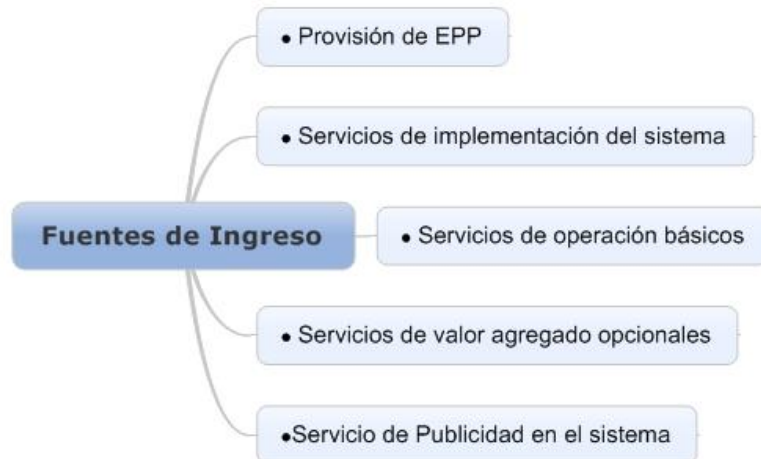 • Provisión de EPP
• Servicios de implementación del sistema
Fuentes de Ingreso
• Servicios de operación básicos
• Servicios de valor agregado opcionales
•Servicio de Publicidad en el sistema